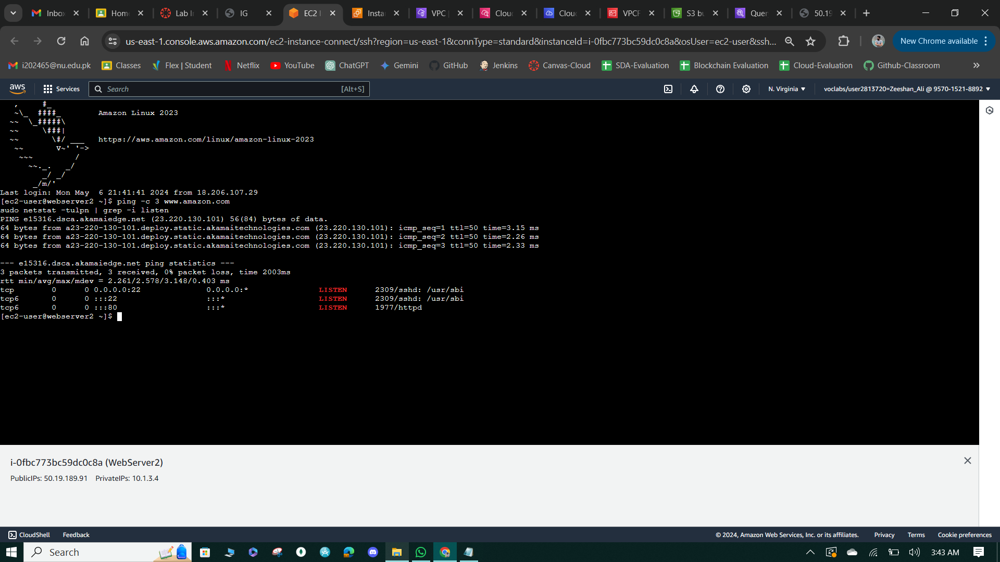 Inbo
Hom
Lab I
IG
EC2 I
Insta
VPC |
Clou
Clou
VPCF
S3 bu
Quer
50.19
us-east-1.console.aws.amazon.com/ec2-instance-connect/ssh?region=us-east-1&connType=standard&instanceId=i-0fbc773bc59dc0c8a&osUser=ec2-user&ssh...
New Chrome available
i202465@nu.edu.pk
Classes
Flex | Student
Netflix
YouTube
ChatGPT
Gemini
GitHub
Jenkins
Canvas-Cloud
SDA-Evaluation
Blockchain Evaluation
Cloud-Evaluation
Github-Classroom
»
aws
Services
Search
[Alt+S]
N. Virginia
voclabs/user2813720=Zeeshan_Ali @ 9570-1521-8892
   ,     #_
  ~\_  ####_        Amazon Linux 2023
 ~~  \_#####\
 ~~     \###|
 ~~       \#/ ___   https://aws.amazon.com/linux/amazon-linux-2023
  ~~       V~' '->
   ~~~         /
     ~~._.   _/
        _/ _/
      _/m/'
Last login: Mon May  6 21:41:41 2024 from 18.206.107.29
[ec2-user@webserver2 ~]$ ping -c 3 www.amazon.com
sudo netstat -tulpn | grep -i listen
PING e15316.dsca.akamaiedge.net (23.220.130.101) 56(84) bytes of data.
64 bytes from a23-220-130-101.deploy.static.akamaitechnologies.com (23.220.130.101): icmp_seq=1 ttl=50 time=3.15 ms
64 bytes from a23-220-130-101.deploy.static.akamaitechnologies.com (23.220.130.101): icmp_seq=2 ttl=50 time=2.26 ms
64 bytes from a23-220-130-101.deploy.static.akamaitechnologies.com (23.220.130.101): icmp_seq=3 ttl=50 time=2.33 ms
--- e15316.dsca.akamaiedge.net ping statistics ---
3 packets transmitted, 3 received, 0% packet loss, time 2003ms
rtt min/avg/max/mdev = 2.261/2.578/3.148/0.403 ms
tcp        0      0 0.0.0.0:22              0.0.0.0:*               LISTEN      2309/sshd: /usr/sbi
tcp6       0      0 :::22                   :::*                    LISTEN      2309/sshd: /usr/sbi
tcp6       0      0 :::80                   :::*                    LISTEN      1977/httpd
[ec2-user@webserver2 ~]$
i-0fbc773bc59dc0c8a (WebServer2)
PublicIPs: 50.19.189.91    PrivateIPs: 10.1.3.4
CloudShell
Feedback
© 2024, Amazon Web Services, Inc. or its affiliates.
Privacy
Terms
Cookie preferences
Search
3:43 AM